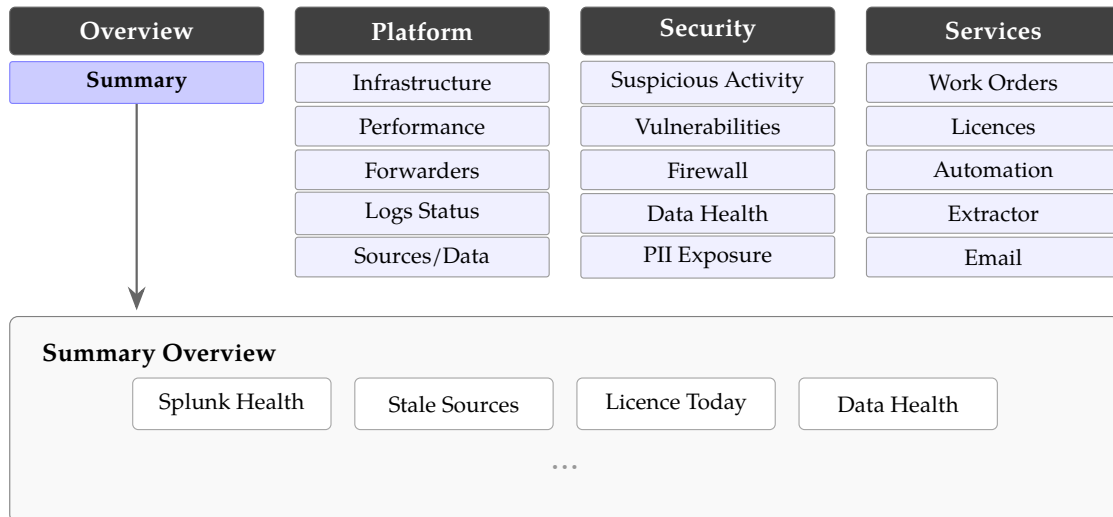 Overview
Platform
Security
Services
Summary
Infrastructure
Suspicious Activity
Work Orders
Performance
Vulnerabilities
Licences
Forwarders
Firewall
Automation
Logs Status
Data Health
Extractor
Sources/Data
PII Exposure
Email
Summary Overview
Splunk Health
Stale Sources
Licence Today
Data Health
...